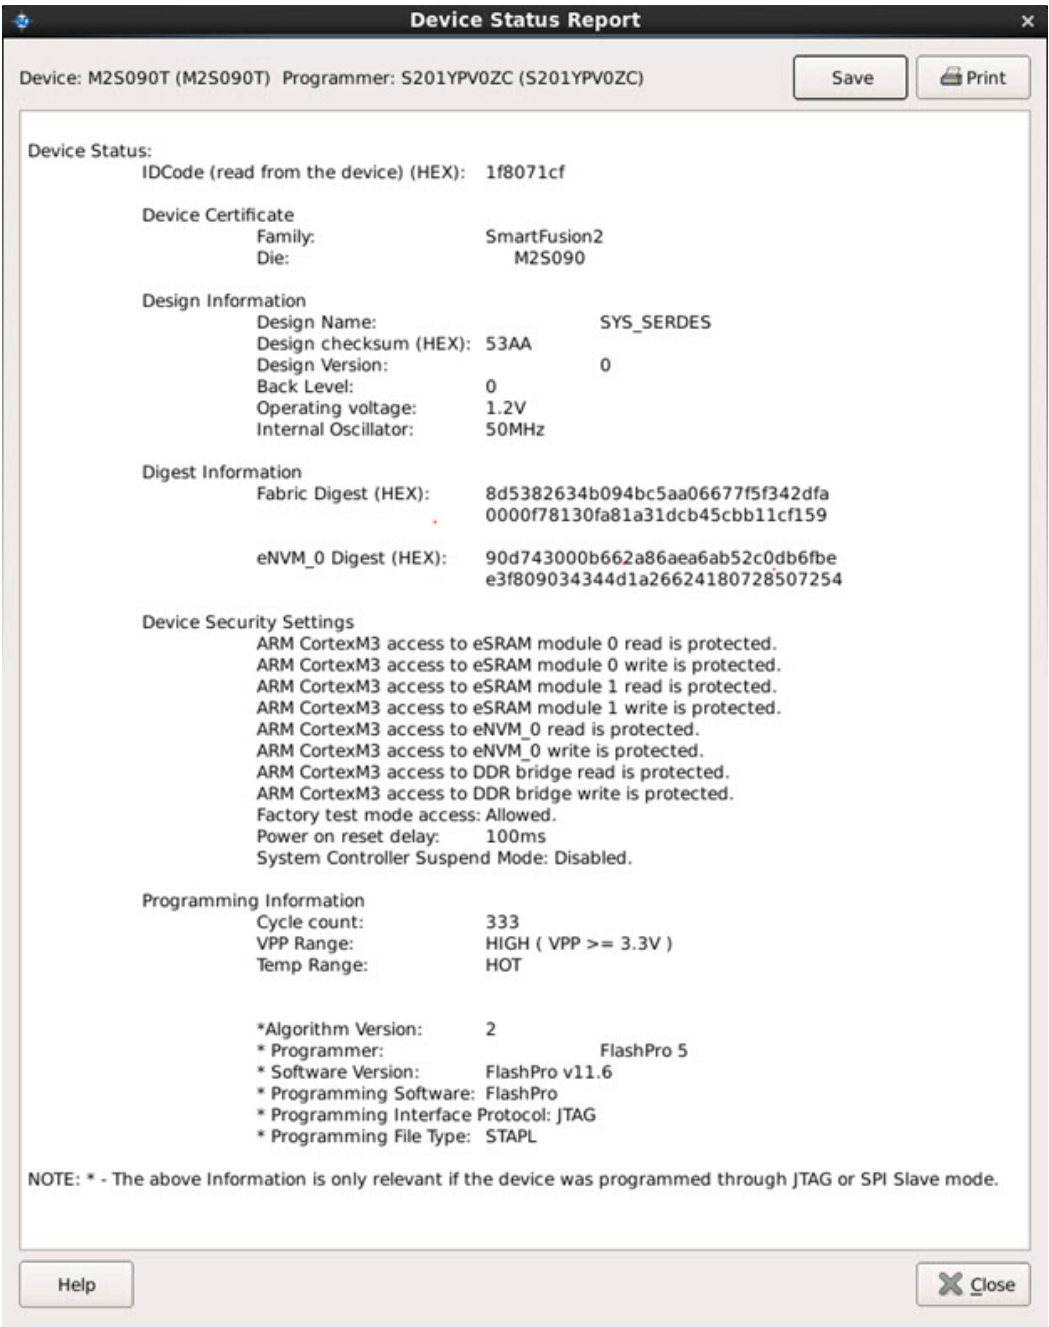 Device Status Report
Device: M2S090T (M2S090T) Programmer: S201YPV0ZC (S201YPV0ZC)
Save
Print
Device Status:
IDCode (read from the device) (HEX): 1f8071cf
Device Certificate
Family: SmartFusion2
Die: M2S090
Design Information
Design Name: SYS_SERDES
Design checksum (HEX): 53AA
Design Version: 0
Back Level: 0
Operating voltage: 1.2V
Internal Oscillator: 50MHz
Digest Information
Fabric Digest (HEX): 8d5382634b094bc5aa06677f5f342dfa
0000f78130fa81a31dcb45cbb11cf159
eNVM_0 Digest (HEX): 90d743000b662a86aea6ab52c0db6fbe
e3f809034344d1a26624180728507254
Device Security Settings
ARM CortexM3 access to eSRAM module 0 read is protected.
ARM CortexM3 access to eSRAM module 0 write is protected.
ARM CortexM3 access to eSRAM module 1 read is protected.
ARM CortexM3 access to eSRAM module 1 write is protected.
ARM CortexM3 access to eNVM_0 read is protected.
ARM CortexM3 access to eNVM_0 write is protected.
ARM CortexM3 access to DDR bridge read is protected.
ARM CortexM3 access to DDR bridge write is protected.
Factory test mode access: Allowed.
Power on reset delay: 100ms
System Controller Suspend Mode: Disabled.
Programming Information
Cycle count: 333
VPP Range: HIGH ( VPP >= 3.3V )
Temp Range: HOT
*Algorithm Version: 2
* Programmer: FlashPro 5
* Software Version: FlashPro v11.6
* Programming Software: FlashPro
* Programming Interface Protocol: JTAG
* Programming File Type: STAPL
NOTE: * - The above Information is only relevant if the device was programmed through JTAG or SPI Slave mode.
Help
Close